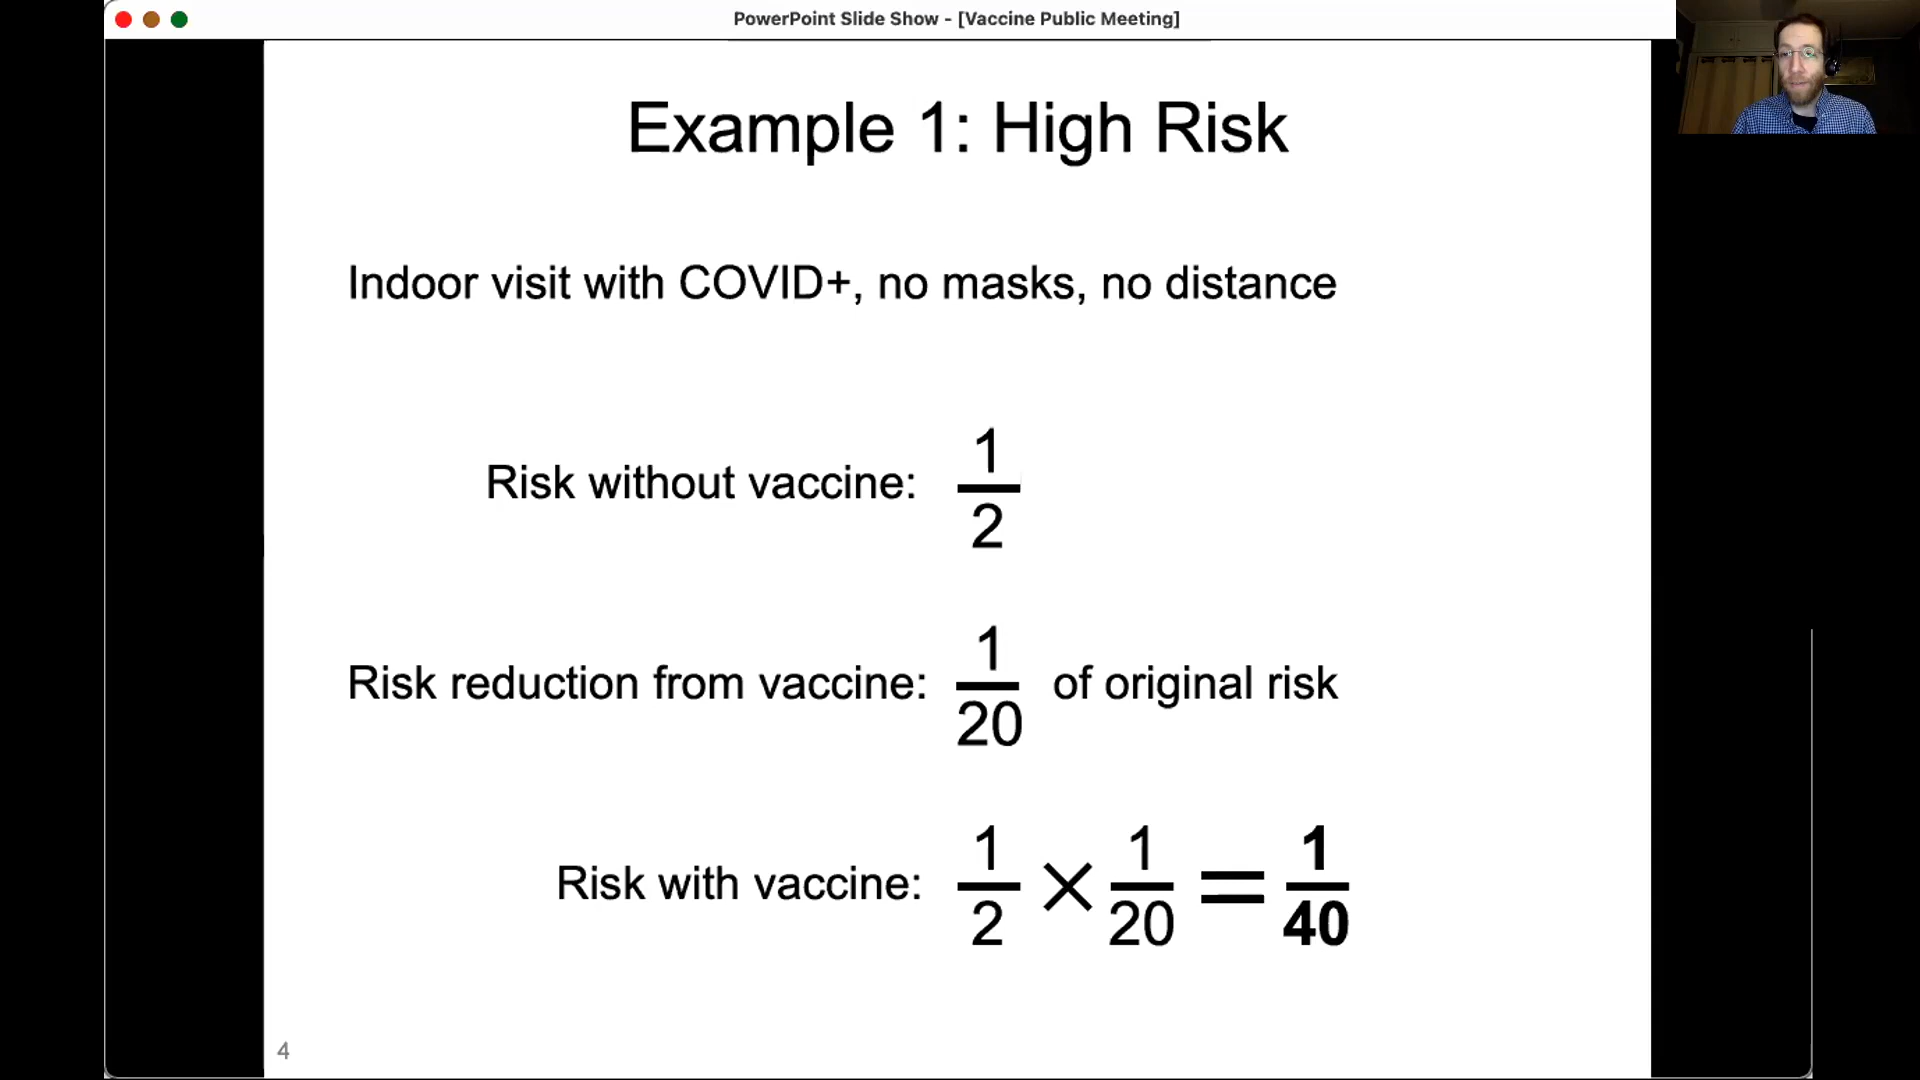 PowerPoint Slide Show - [Vaccine Public Meeting]
Example 1: High Risk
Indoor visit with COVID+, no masks, no distance
Risk without vaccine: 1/2
Risk reduction from vaccine: 1/20 of original risk
Risk with vaccine: 1/2 × 1/20 = 1/40
4